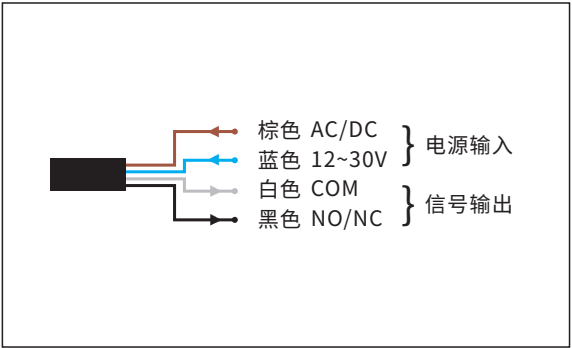 棕色 AC/DC
蓝色 12~30V
电源输入
白色 COM
黑色 NO/NC
信号输出